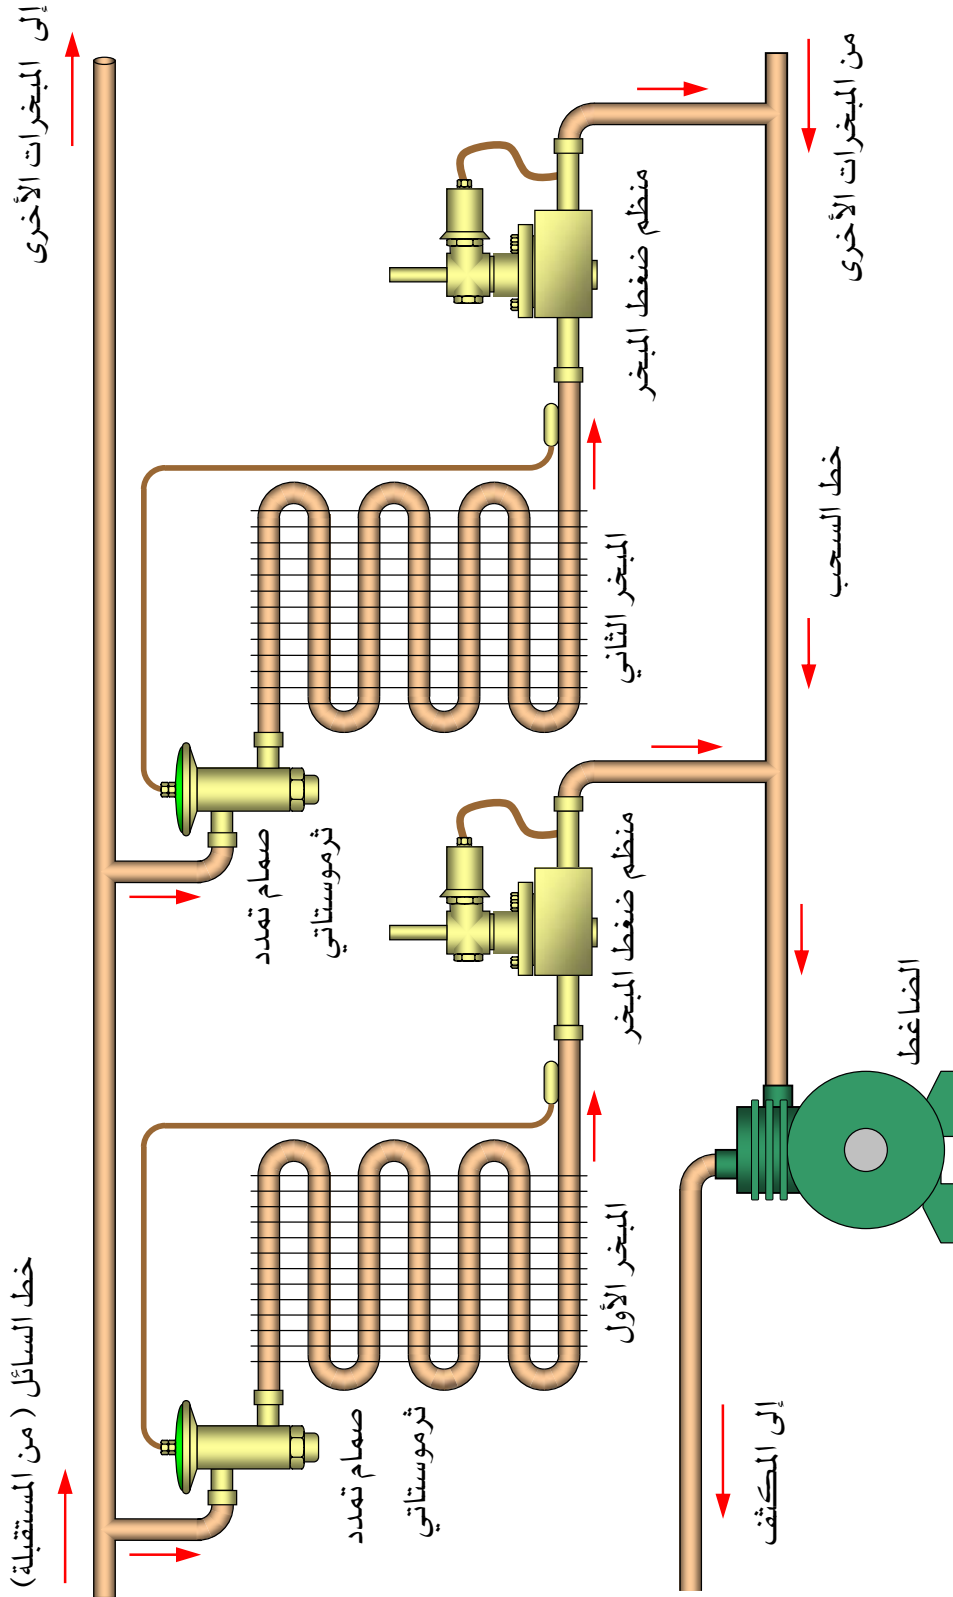 إلى المبخرات الأخرى
من المبخرات الأخرى
منظم ضغط المبخر
خط السحب
المبخر الثاني
صمام تمدد
ثرموستاتي
منظم ضغط المبخر
الضاغط
المبخر الأول
خط السائل ( من المستقبلة)
صمام تمدد
ثرموستاتي
إلى المكثف